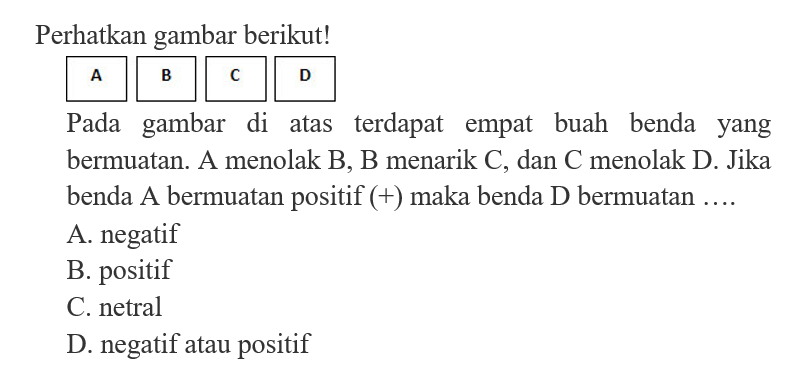 Perhatkan gambar berikut!
A B C D
Pada gambar di atas terdapat empat buah benda yang
bermuatan. A menolak B, B menarik C, dan C menolak D. Jika
benda A bermuatan positif (+) maka benda D bermuatan ....
A. negatif
B. positif
C. netral
D. negatif atau positif